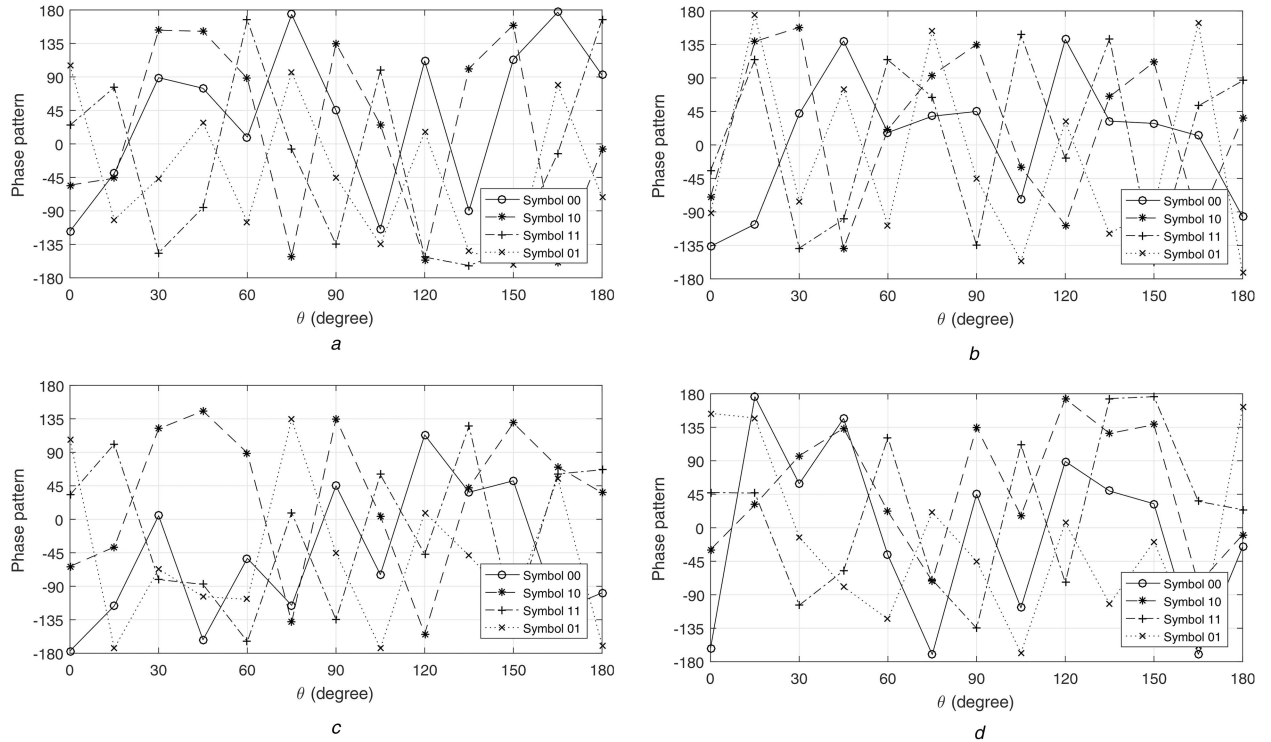 180
135
90
45
0
-45
-90
-135
-180
Phase pattern
Symbol 00
Symbol 10
Symbol 11
Symbol 01
0 30 60 90 120 150 180
θ (degree)
a
180
135
90
45
0
-45
-90
-135
-180
Phase pattern
Symbol 00
Symbol 10
Symbol 11
Symbol 01
0 30 60 90 120 150 180
θ (degree)
b
180
135
90
45
0
-45
-90
-135
-180
Phase pattern
Symbol 00
Symbol 10
Symbol 11
Symbol 01
0 30 60 90 120 150 180
θ (degree)
c
180
135
90
45
0
-45
-90
-135
-180
Phase pattern
Symbol 00
Symbol 10
Symbol 11
Symbol 01
0 30 60 90 120 150 180
θ (degree)
d